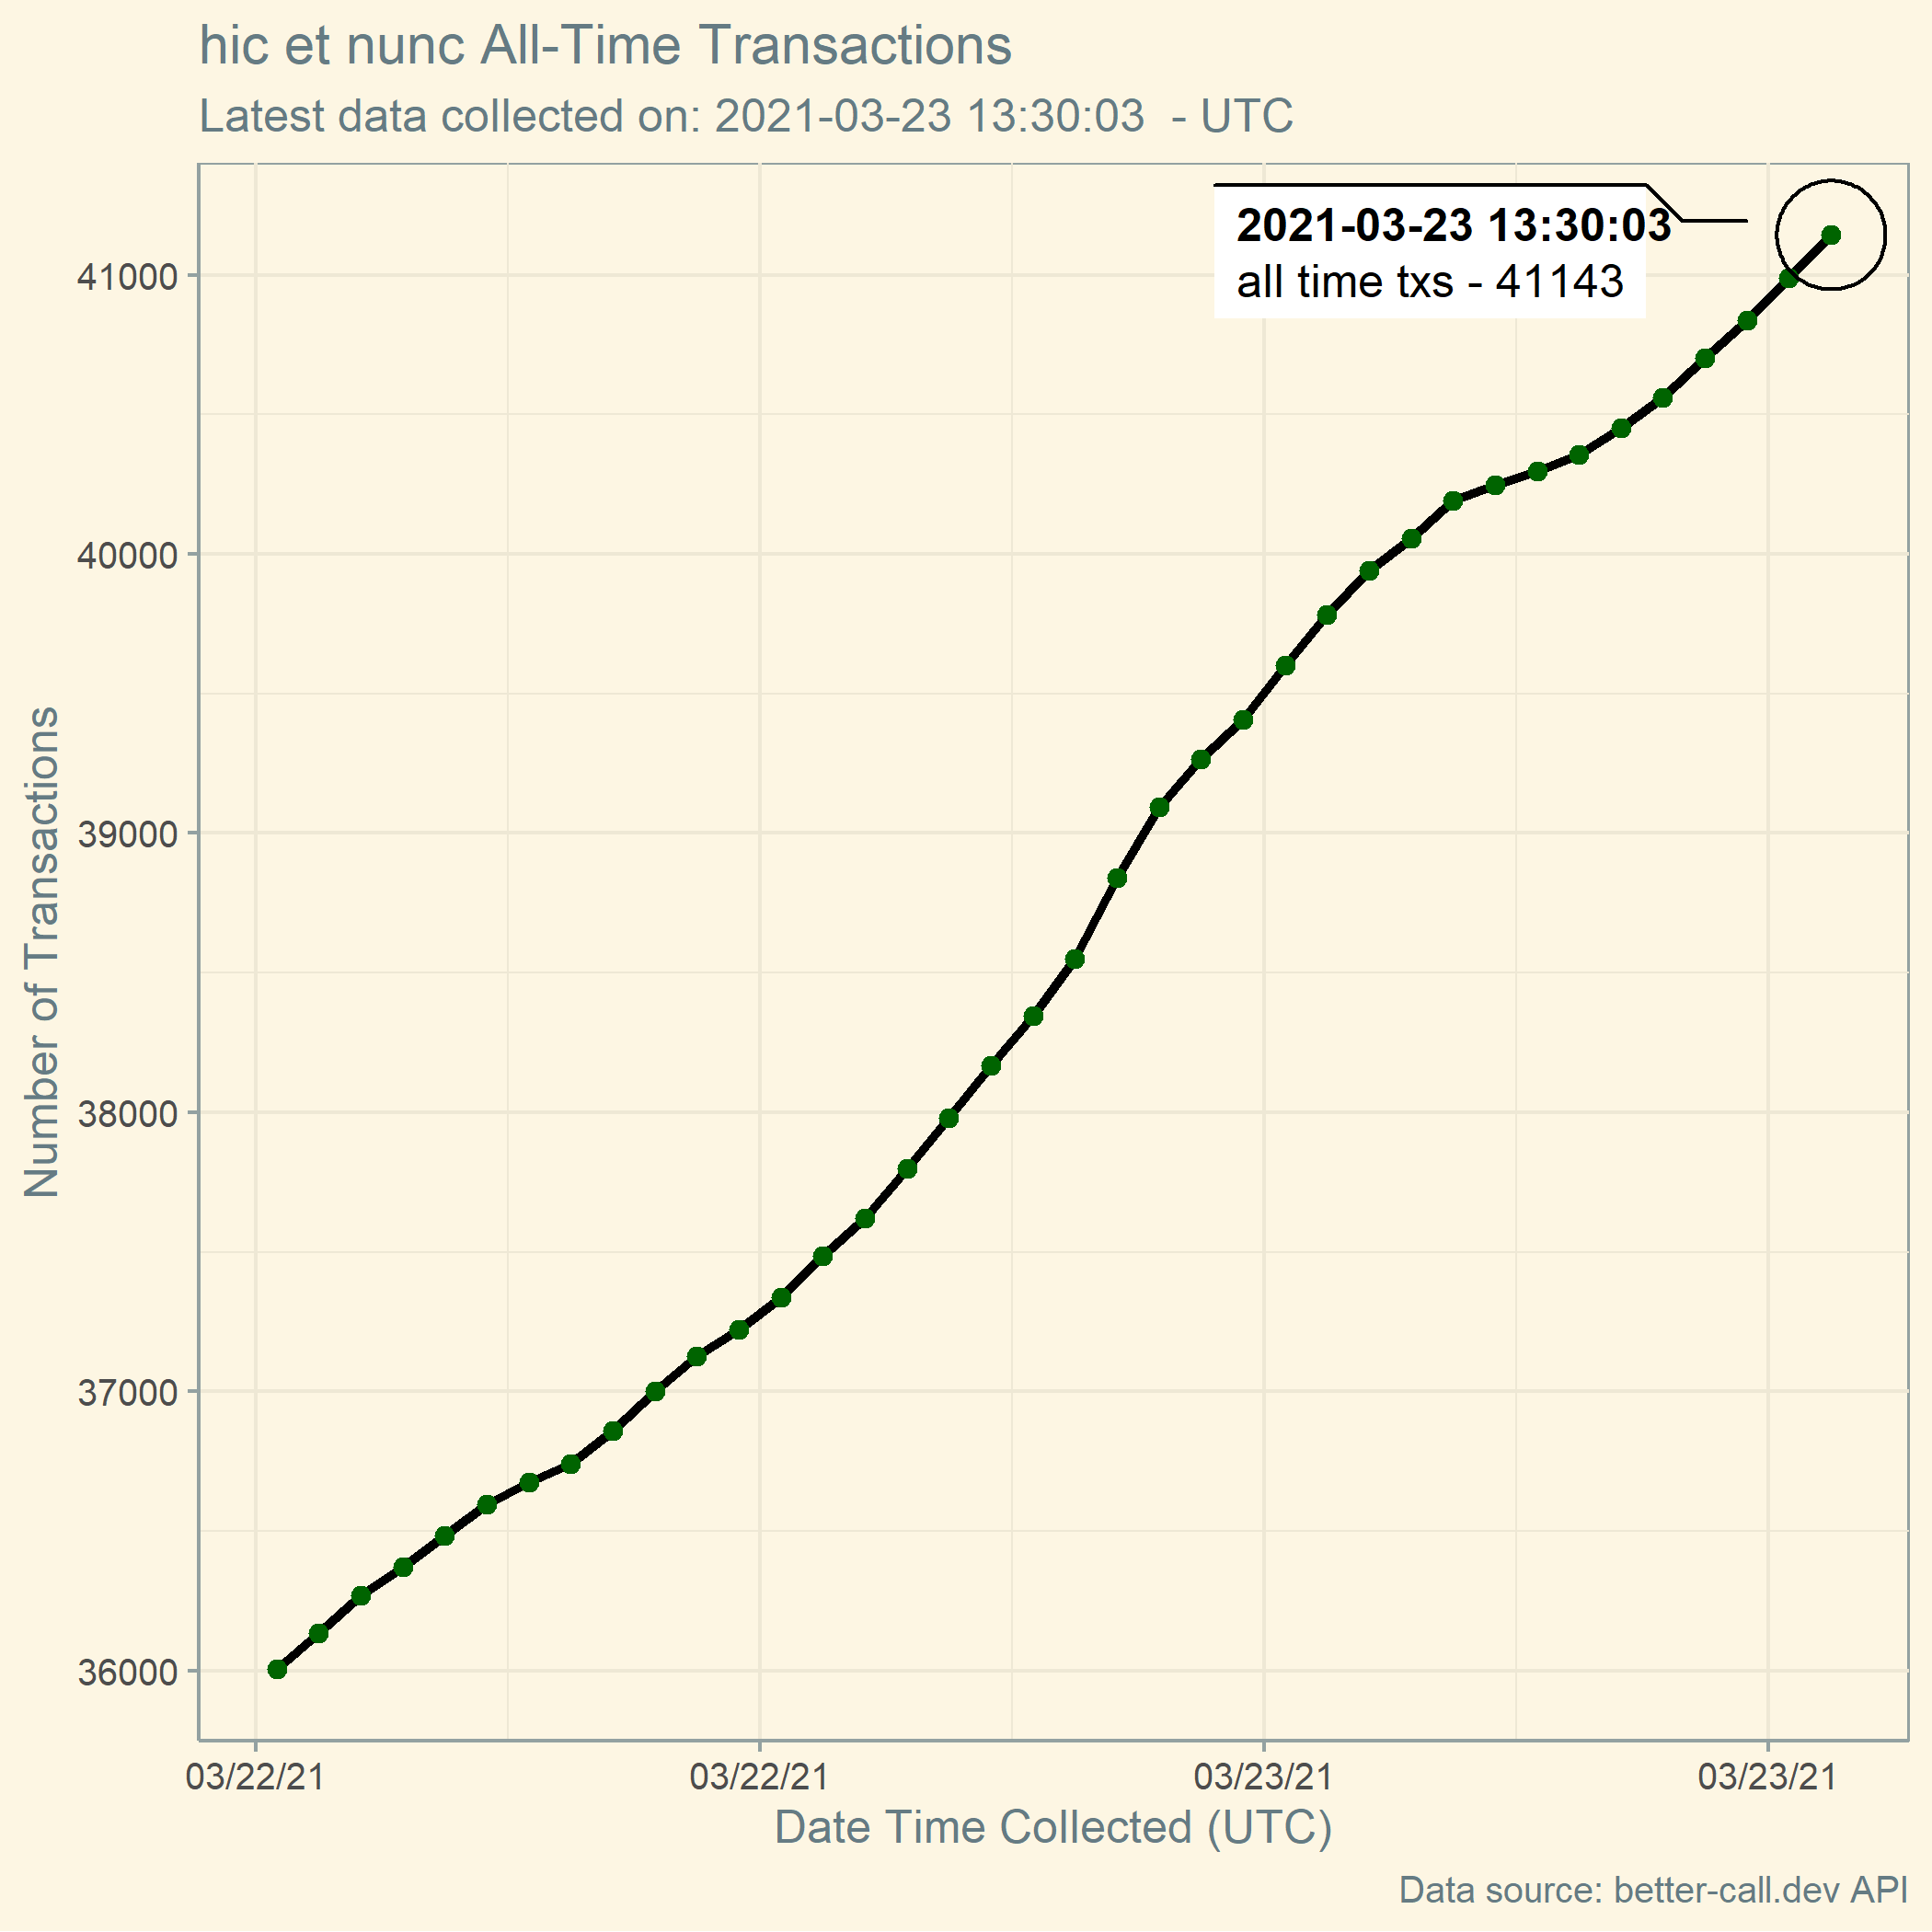 hic et nunc All-Time Transactions
Latest data collected on: 2021-03-23 13:30:03 - UTC
2021-03-23 13:30:03
all time txs - 41143
Number of Transactions
41000
40000
39000
38000
37000
36000
03/22/21 03/22/21 03/23/21 03/23/21
Date Time Collected (UTC)
Data source: better-call.dev API